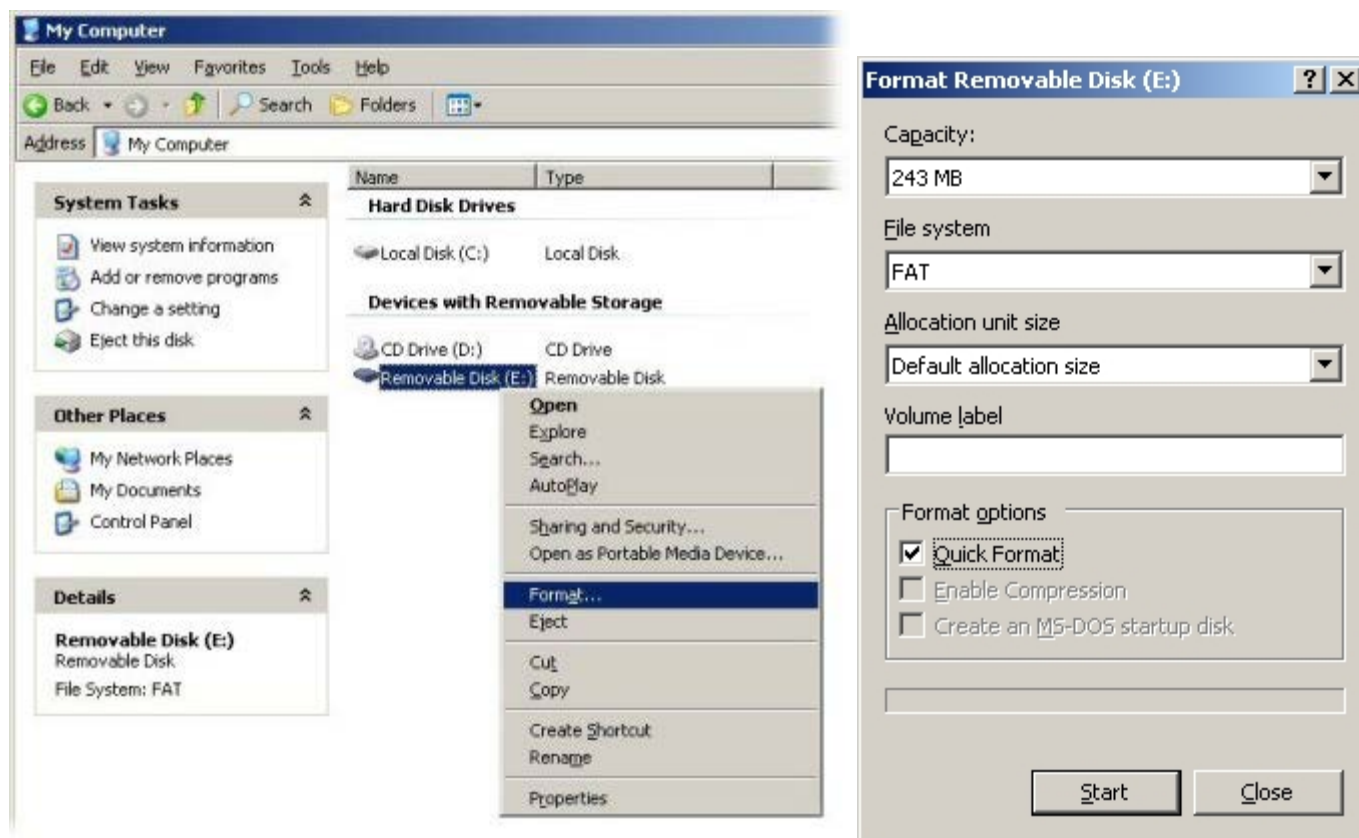 My Computer
File Edit View Favorites Tools Help
Back Search Folders
Address My Computer
System Tasks
View system information
Add or remove programs
Change a setting
Eject this disk
Other Places
My Network Places
My Documents
Control Panel
Details
Removable Disk (E:)
Removable Disk
File System: FAT
Name Type
Hard Disk Drives
Local Disk (C:) Local Disk
Devices with Removable Storage
CD Drive (D:) CD Drive
Removable Disk (E:) Removable Disk
Open
Explore
Search...
AutoPlay
Sharing and Security...
Open as Portable Media Device...
Format...
Eject
Cut
Copy
Create Shortcut
Rename
Properties
Format Removable Disk (E:)
Capacity:
243 MB
File system
FAT
Allocation unit size
Default allocation size
Volume label
Format options
Quick Format
Enable Compression
Create an MS-DOS startup disk
Start Close